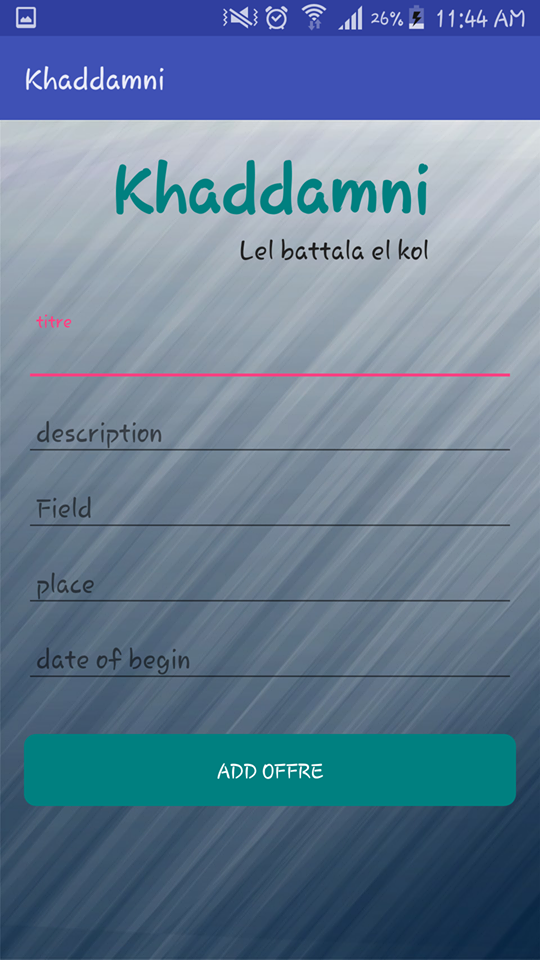 26% 11:44 AM
Khaddamni
Khaddamni
Lel battala el kol
titre
description
Field
place
date of begin
ADD OFFRE